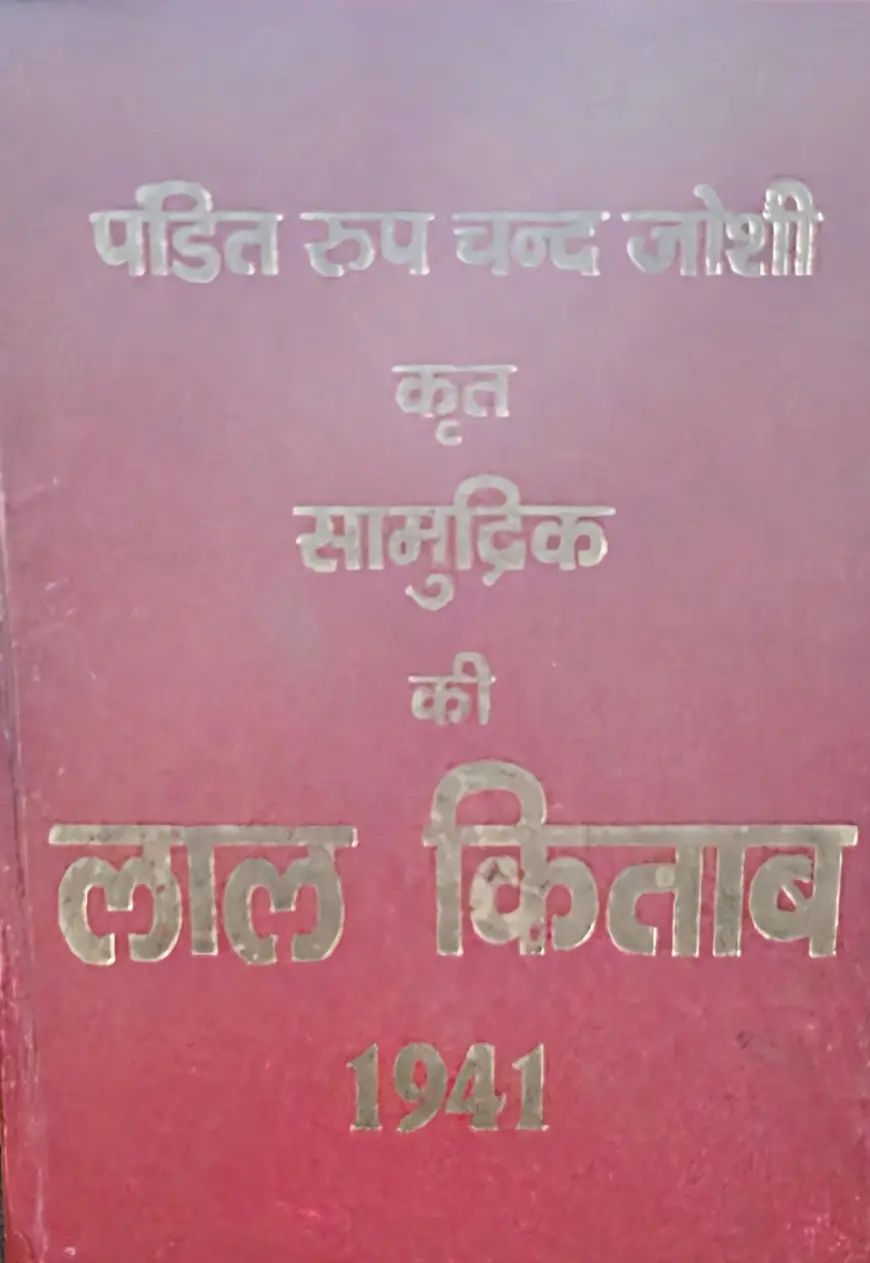 पंडित रुप चन्द जोशी
कृत
सामुद्रिक
की
लाल किताब
1941